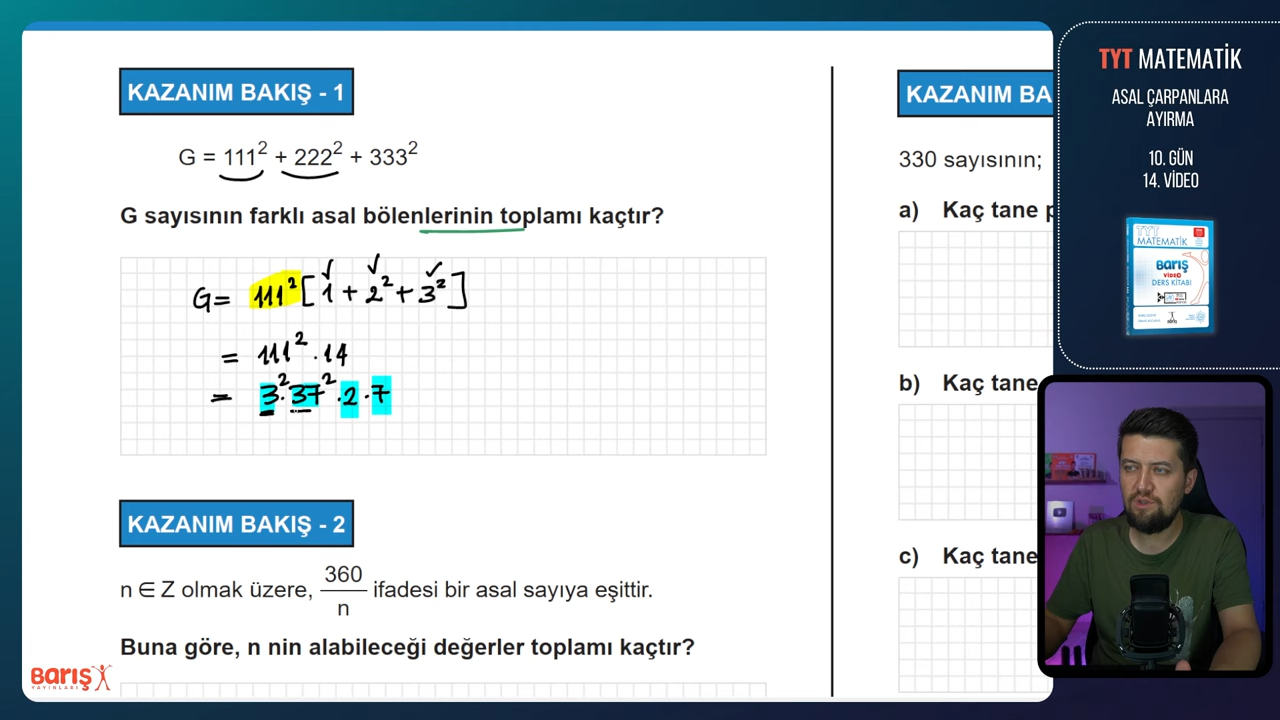 KAZANIM BAKIŞ - 1
G = 111² + 222² + 333²
G sayısının farklı asal bölenlerinin toplamı kaçtır?
G= 111² [1 + 2² + 3²]
= 111² . 14
= 3² . 37² . 2 . 7
KAZANIM BAKIŞ - 2
n ∈ Z olmak üzere, 360/n ifadesi bir asal sayıya eşittir.
Buna göre, n nin alabileceği değerler toplamı kaçtır?
BARIŞ
YAYINLARI
KAZANIM BA
330 sayısının;
a) Kaç tane p
b) Kaç tane
c) Kaç tane
TYT MATEMATİK
ASAL ÇARPANLARA
AYIRMA
10. GÜN
14. VİDEO
TYT
MATEMATİK
BARIŞ
VİDEO
DERS KİTABI